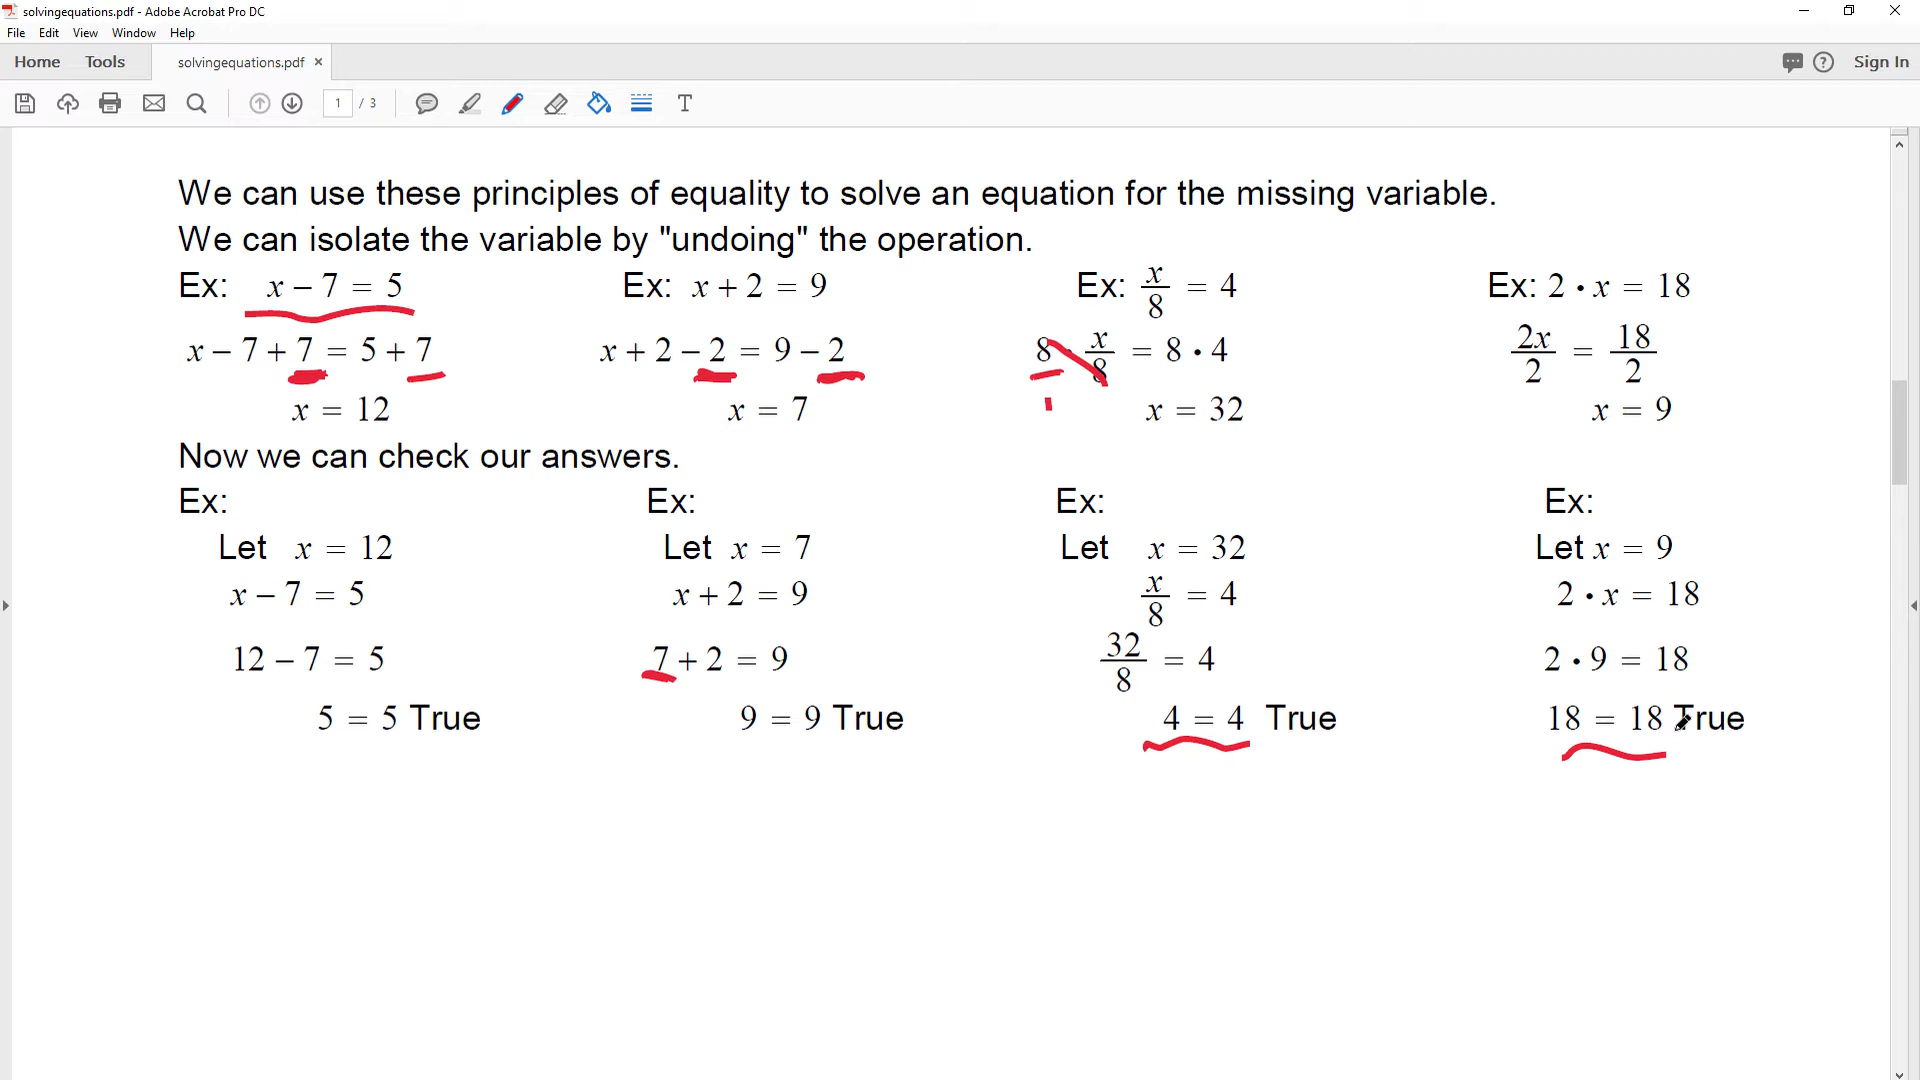 solvingequations.pdf - Adobe Acrobat Pro DC
File Edit View Window Help
Home Tools solvingequations.pdf × Sign In
1 / 3
We can use these principles of equality to solve an equation for the missing variable.
We can isolate the variable by "undoing" the operation.
Ex: x − 7 = 5 Ex: x + 2 = 9 Ex: x/8 = 4 Ex: 2 • x = 18
x − 7 + 7 = 5 + 7 x + 2 − 2 = 9 − 2 8 • x/8 = 8 • 4 2x/2 = 18/2
x = 12 x = 7 x = 32 x = 9
Now we can check our answers.
Ex: Ex: Ex: Ex:
Let x = 12 Let x = 7 Let x = 32 Let x = 9
x − 7 = 5 x + 2 = 9 x/8 = 4 2 • x = 18
12 − 7 = 5 7 + 2 = 9 32/8 = 4 2 • 9 = 18
5 = 5 True 9 = 9 True 4 = 4 True 18 = 18 True